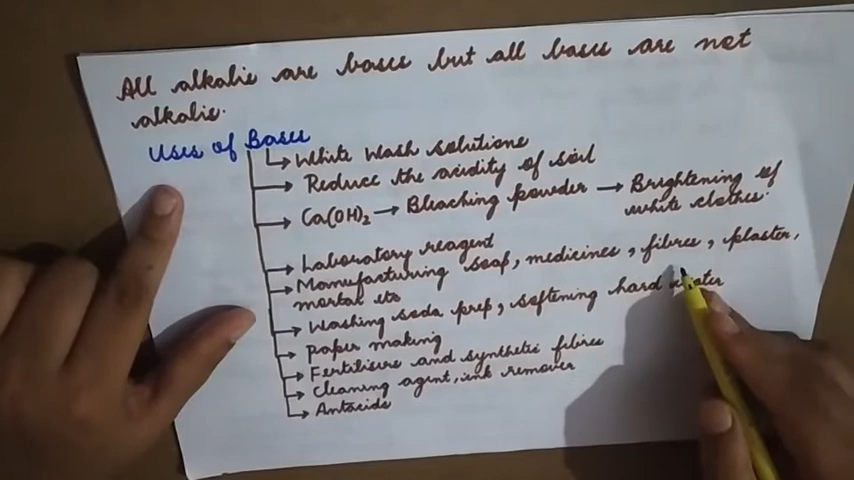 All alkalis are bases but all bases are not
alkalis.
Uses of Bases
White wash solutions
Reduce the acidity of soil
Ca(OH)₂ → Bleaching powder → Brightening of
white clothes.
Laboratory reagent
Manufacturing soap, medicines, fibres, plaster,
mortar etc
Washing soda prep, softening hard water
Paper making
Fertilisers and synthetic fibres
Cleaning agent, ink remover
Antacids